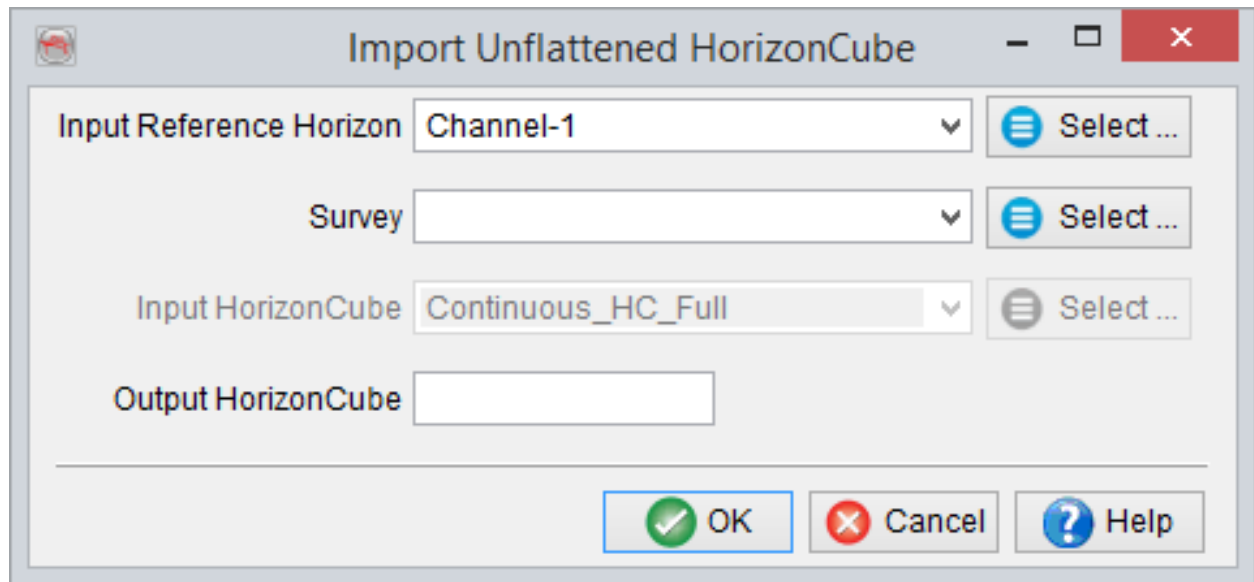 Import Unflattened HorizonCube
Input Reference Horizon Channel-1 Select ...
Survey Select ...
Input HorizonCube Continuous_HC_Full Select ...
Output HorizonCube
OK Cancel Help